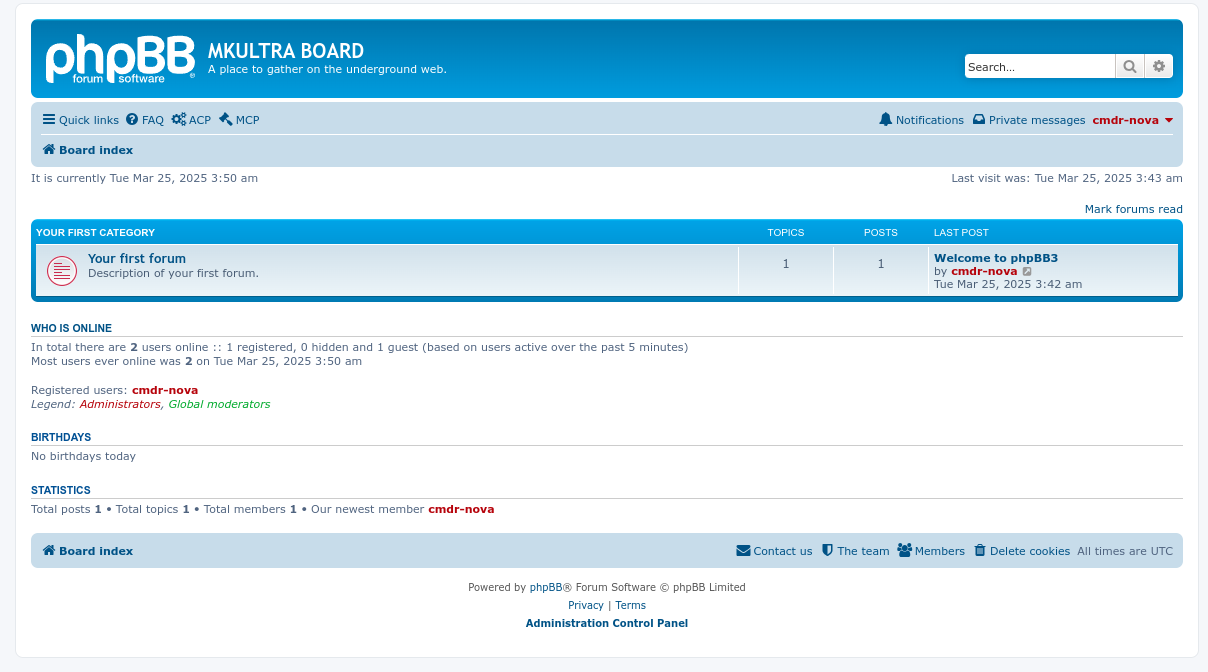 phpBB
forum software
®
MKULTRA BOARD
A place to gather on the underground web.
Search…
Quick links FAQ ACP MCP Notifications Private messages cmdr-nova
Board index
It is currently Tue Mar 25, 2025 3:50 am Last visit was: Tue Mar 25, 2025 3:43 am
Mark forums read
YOUR FIRST CATEGORY TOPICS POSTS LAST POST
Your first forum
Description of your first forum.
1 1
Welcome to phpBB3
by cmdr-nova
Tue Mar 25, 2025 3:42 am
WHO IS ONLINE
In total there are 2 users online :: 1 registered, 0 hidden and 1 guest (based on users active over the past 5 minutes)
Most users ever online was 2 on Tue Mar 25, 2025 3:50 am
Registered users: cmdr-nova
Legend: Administrators, Global moderators
BIRTHDAYS
No birthdays today
STATISTICS
Total posts 1 • Total topics 1 • Total members 1 • Our newest member cmdr-nova
Board index Contact us The team Members Delete cookies All times are UTC
Powered by phpBB® Forum Software © phpBB Limited
Privacy | Terms
Administration Control Panel